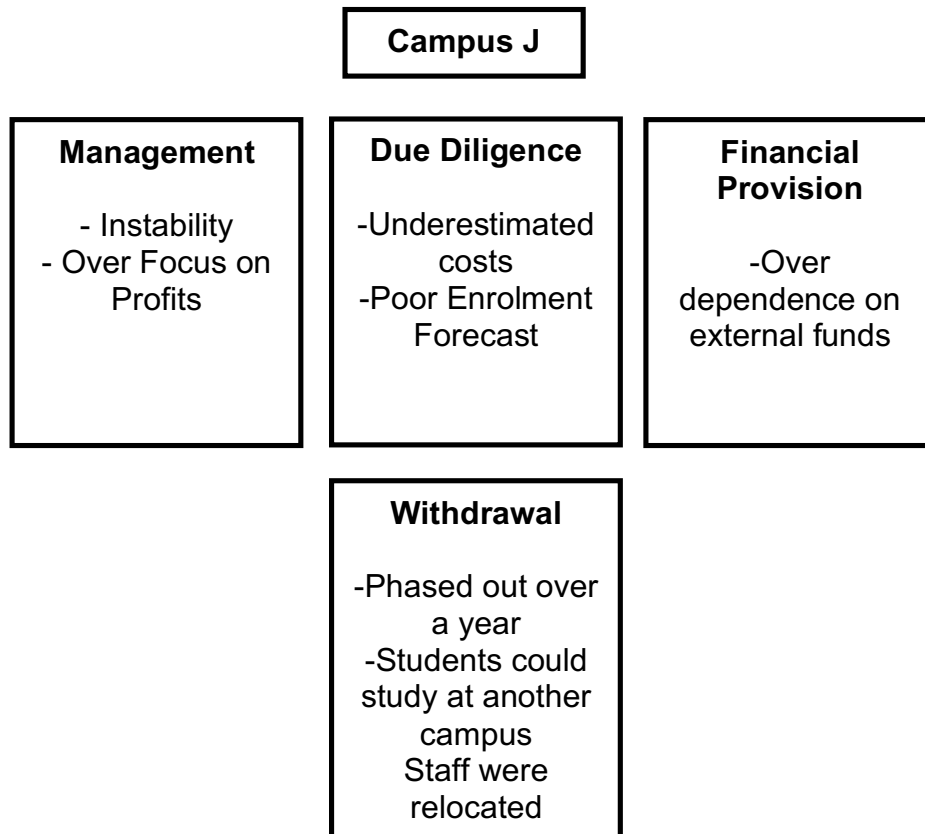 Campus J
Management
- Instability
- Over Focus on
Profits
Due Diligence
-Underestimated
costs
-Poor Enrolment
Forecast
Financial
Provision
-Over
dependence on
external funds
Withdrawal
-Phased out over
a year
-Students could
study at another
campus
Staff were
relocated